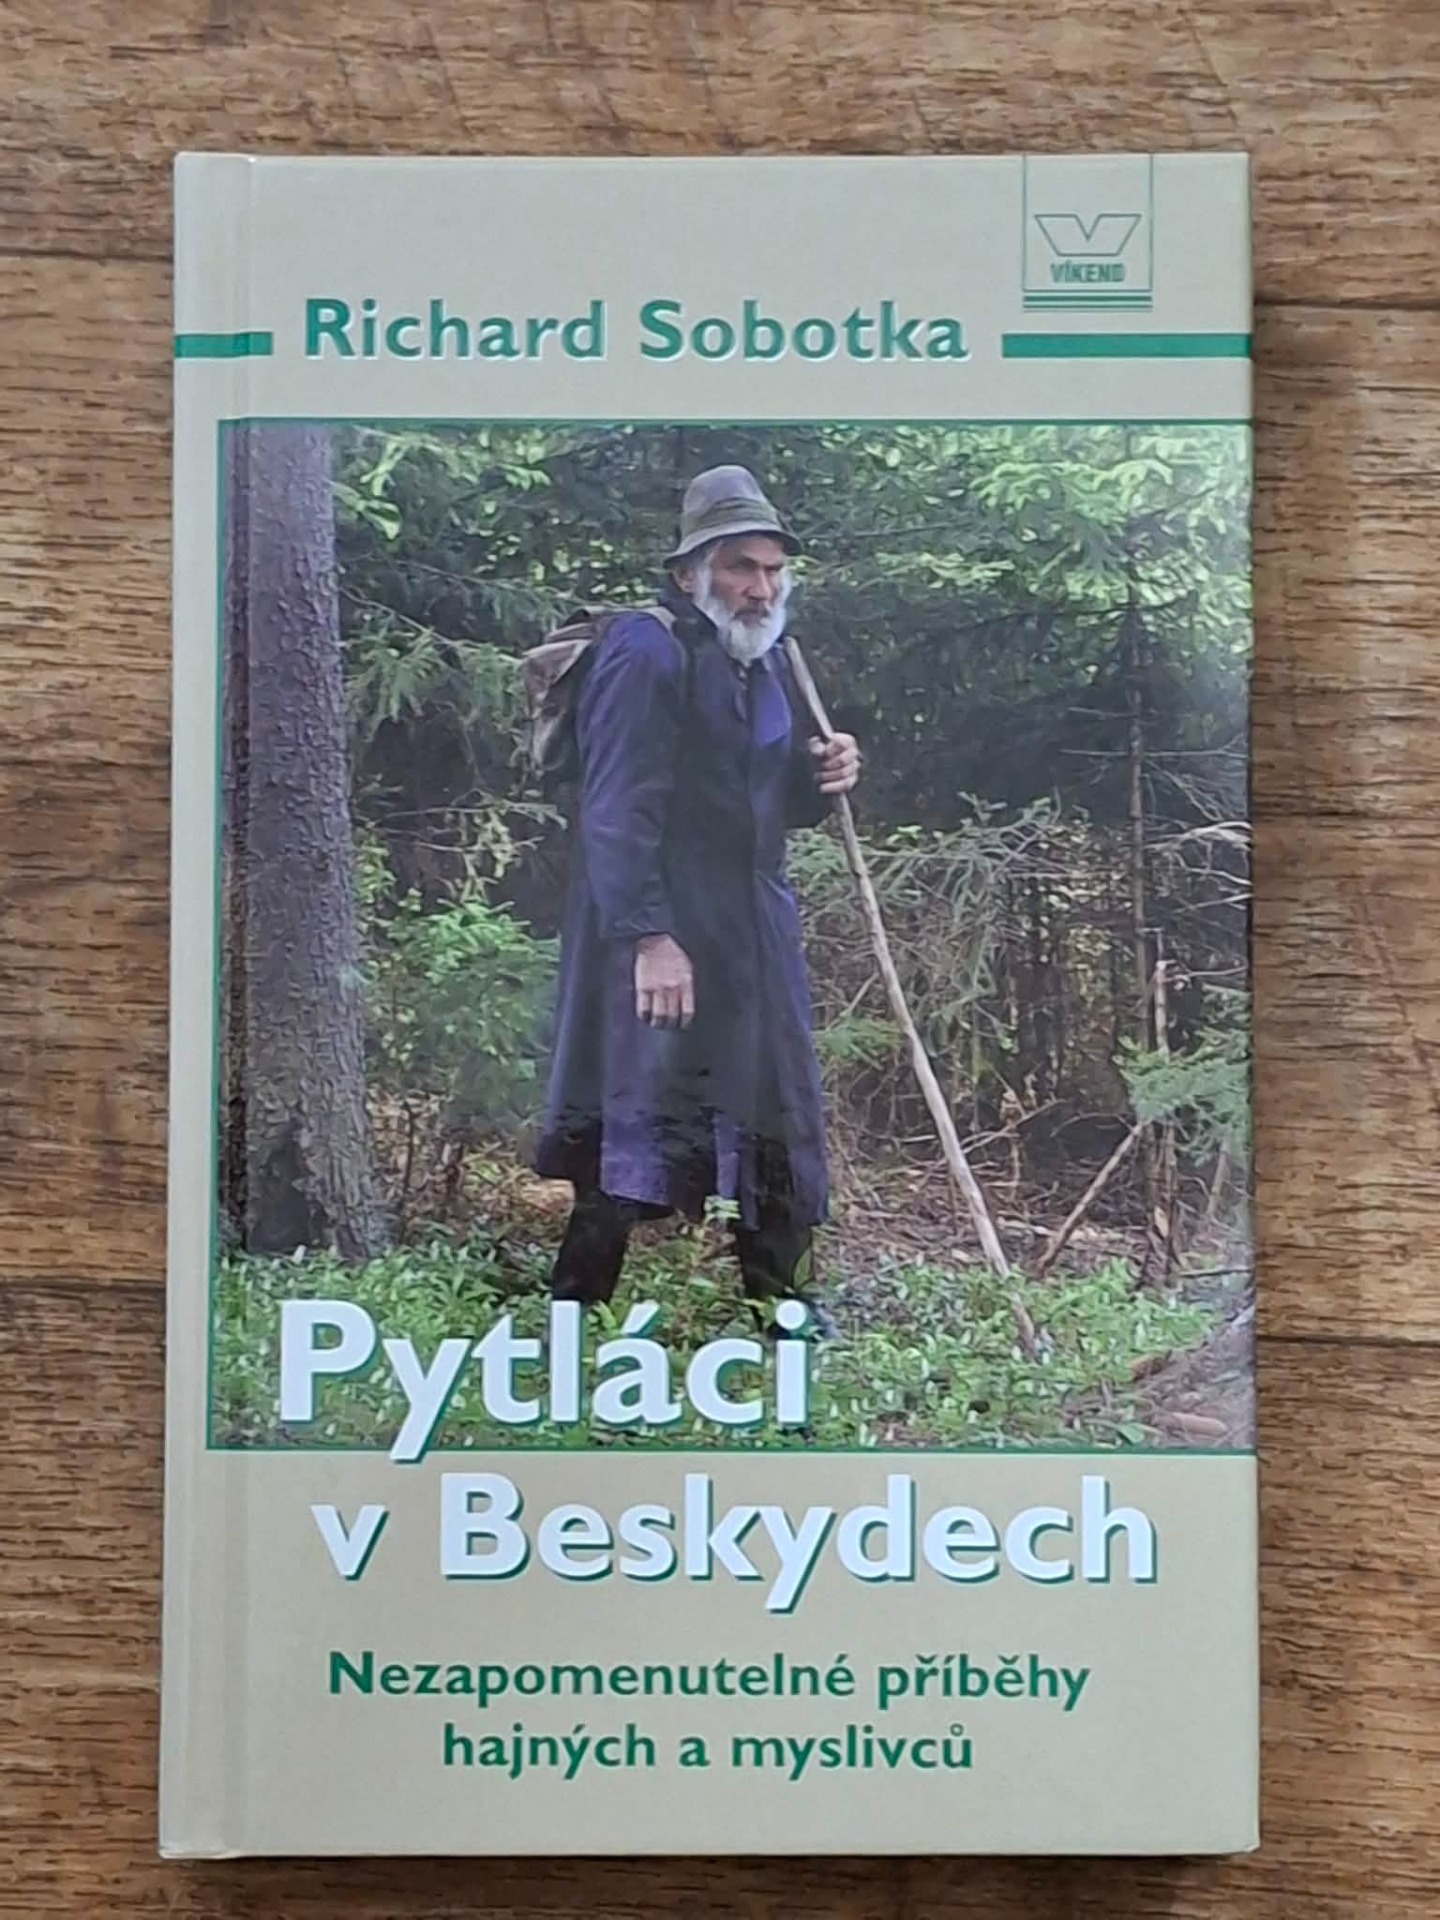 VÍKEND
Richard Sobotka
Pytláci
v Beskydech
Nezapomenutelné příběhy
hajných a myslivců